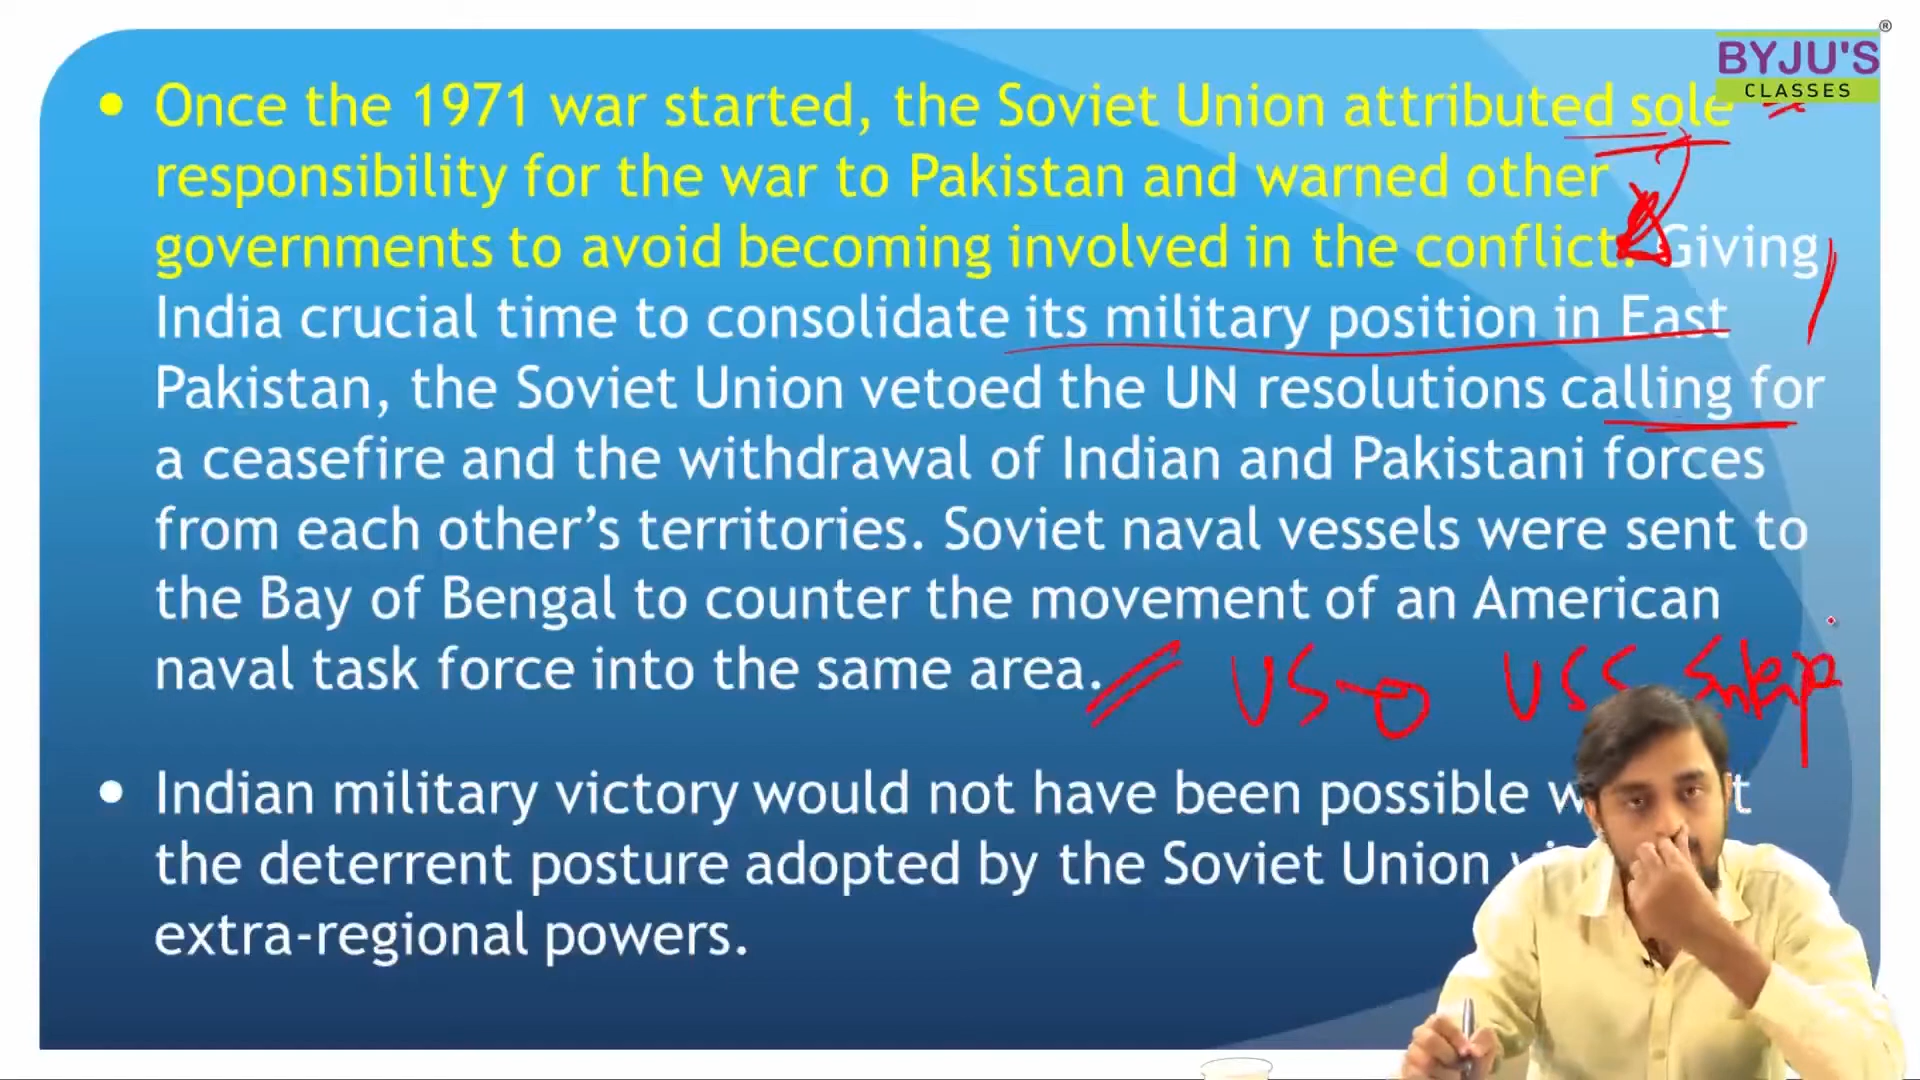 ®
BYJU'S
CLASSES
• Once the 1971 war started, the Soviet Union attributed sole
responsibility for the war to Pakistan and warned other
governments to avoid becoming involved in the conflict. Giving
India crucial time to consolidate its military position in East
Pakistan, the Soviet Union vetoed the UN resolutions calling for
a ceasefire and the withdrawal of Indian and Pakistani forces
from each other’s territories. Soviet naval vessels were sent to
the Bay of Bengal to counter the movement of an American
naval task force into the same area.
US USS
• Indian military victory would not have been possible
the deterrent posture adopted by the Soviet Union
extra-regional powers.